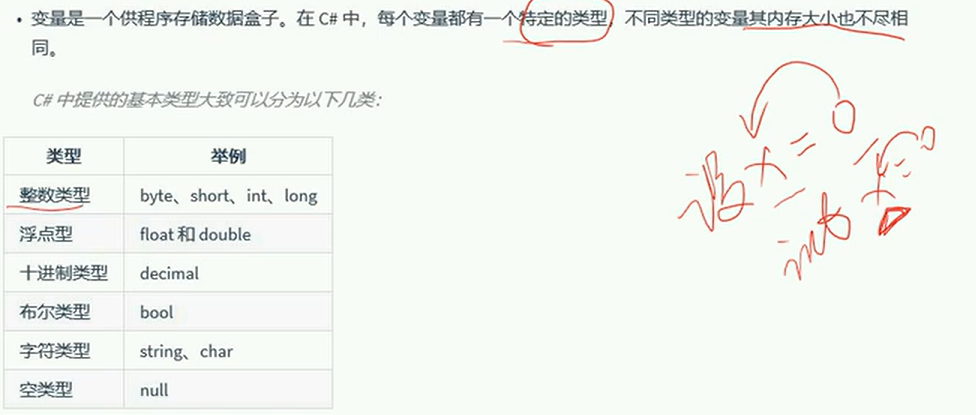 • 变量是一个供程序存储数据盒子。在 C# 中，每个变量都有一个特定的类型，不同类型的变量其内存大小也不尽相
同。
C# 中提供的基本类型大致可以分为以下几类：
类型 举例
整数类型 byte、short、int、long
浮点型 float 和 double
十进制类型 decimal
布尔类型 bool
字符类型 string、char
空类型 null
设 x = 0
int x = 0